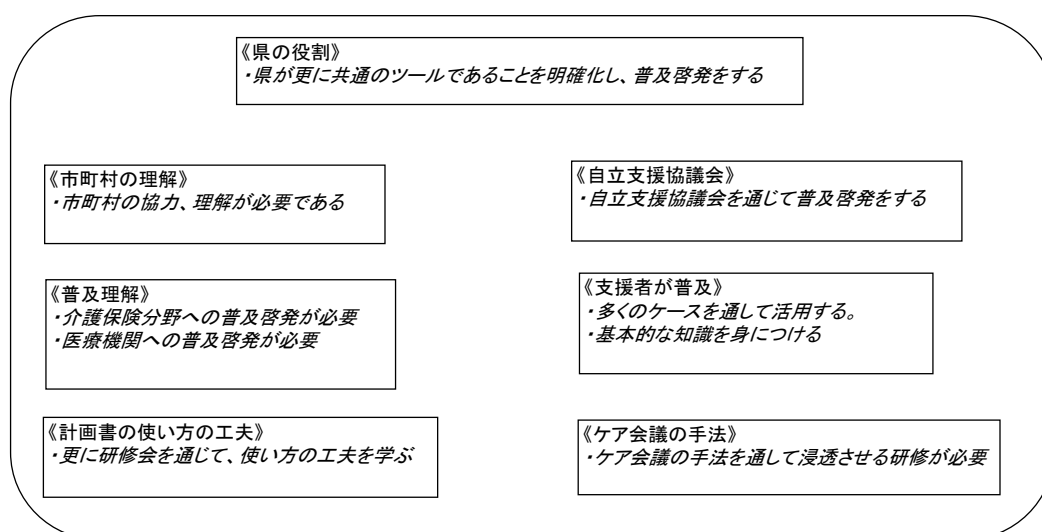 《県の役割》
・県が更に共通のツールであることを明確化し、普及啓発をする
《市町村の理解》
・市町村の協力、理解が必要である
《自立支援協議会》
・自立支援協議会を通じて普及啓発をする
《普及理解》
・介護保険分野への普及啓発が必要
・医療機関への普及啓発が必要
《支援者が普及》
・多くのケースを通して活用する。
・基本的な知識を身につける
《計画書の使い方の工夫》
・更に研修会を通じて、使い方の工夫を学ぶ
《ケア会議の手法》
・ケア会議の手法を通して浸透させる研修が必要